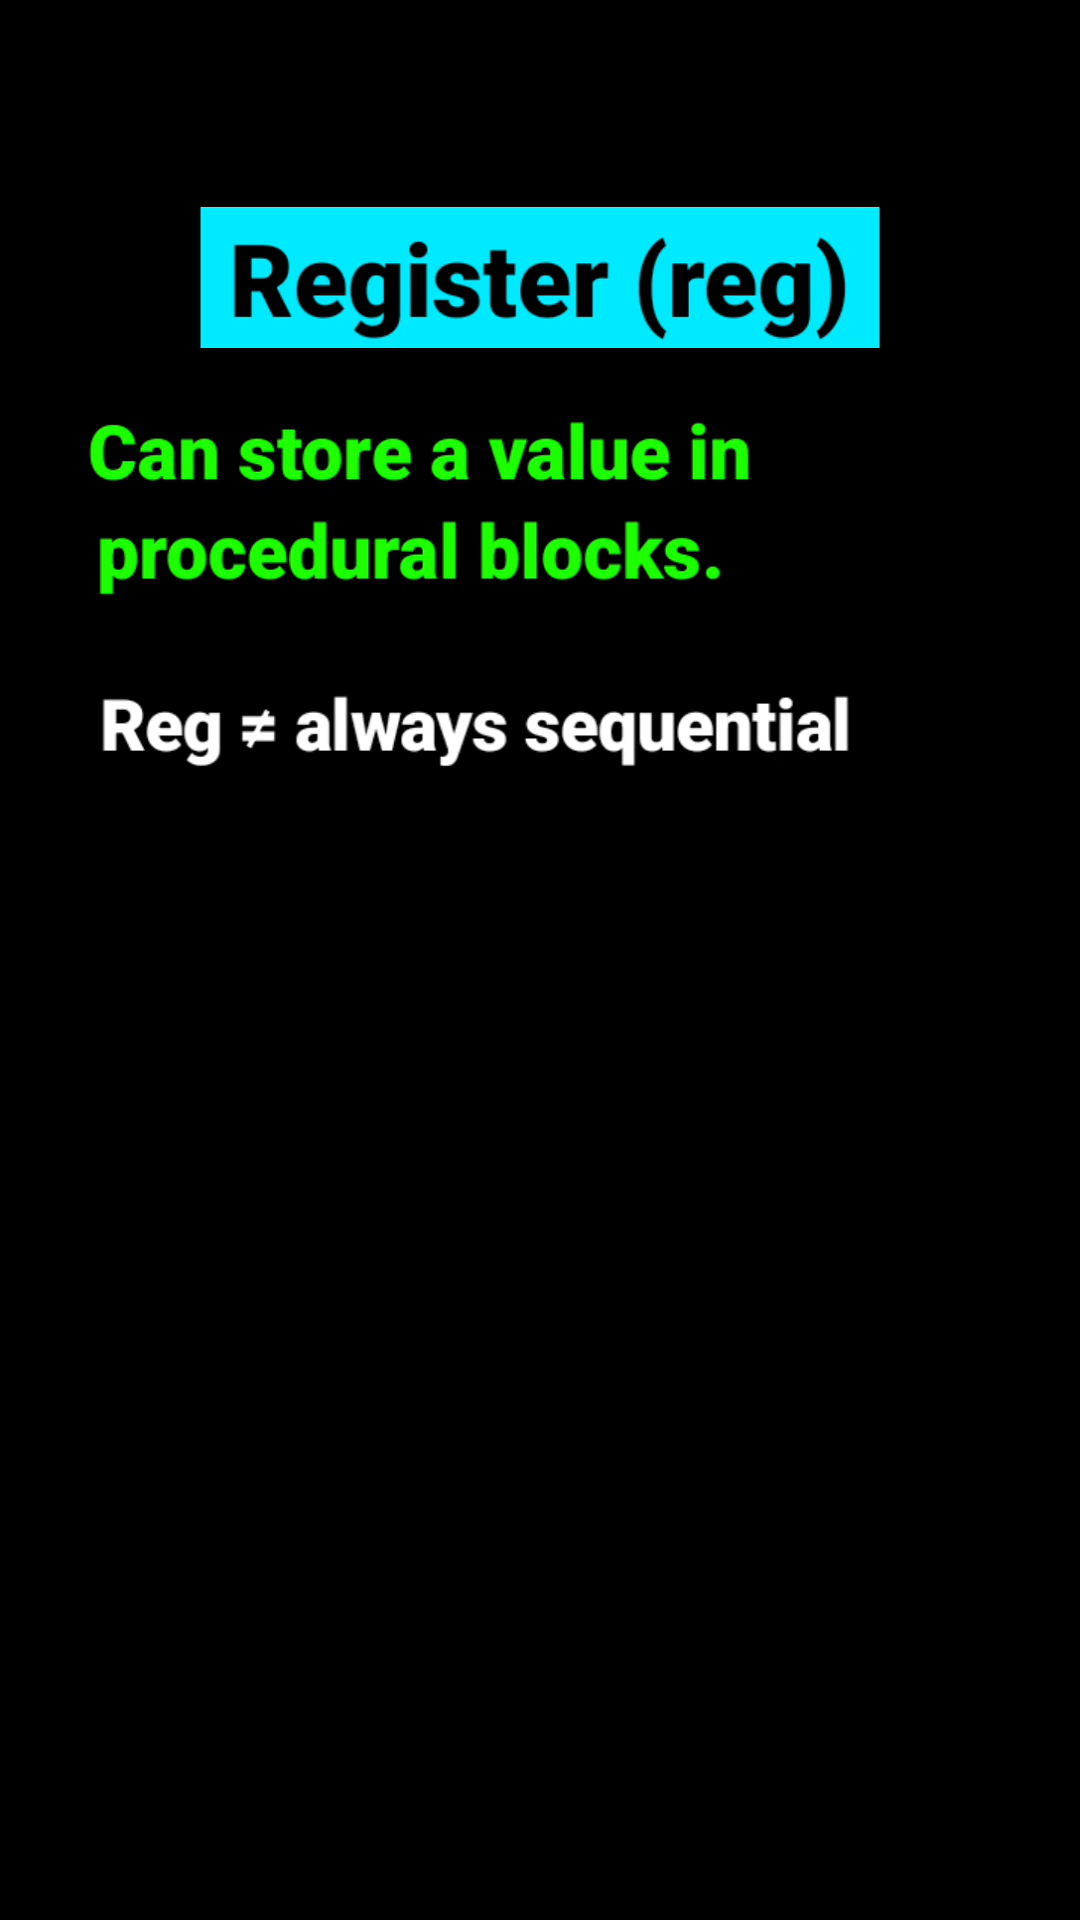 Register (reg)
Can store a value in
procedural blocks.
Reg ≠ always sequential